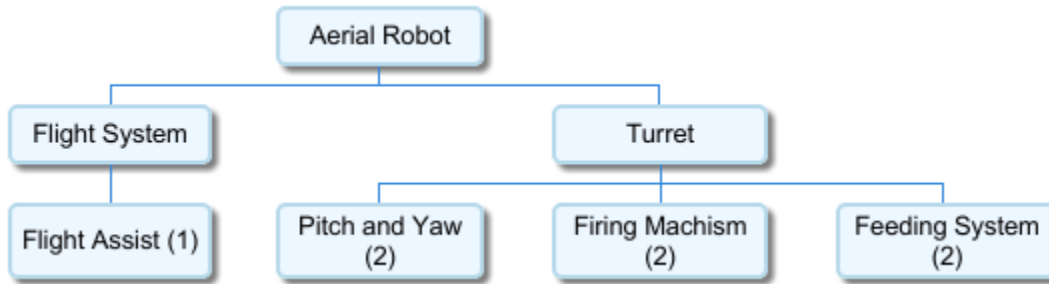 Aerial Robot
Flight System
Turret
Flight Assist (1)
Pitch and Yaw
(2)
Firing Machism
(2)
Feeding System
(2)